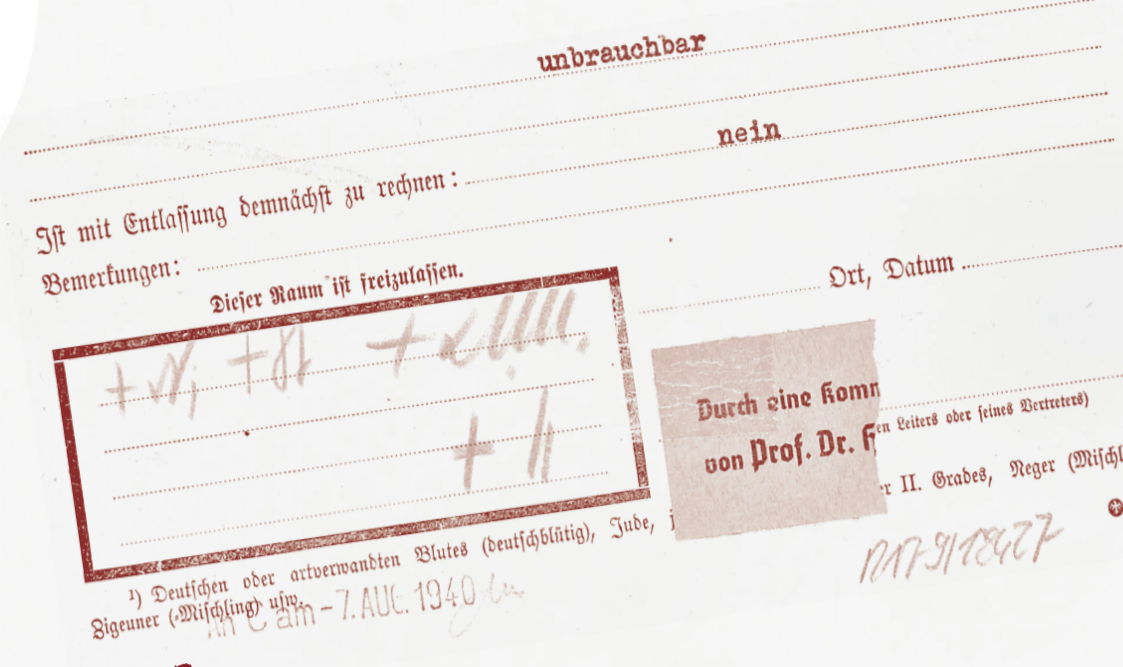 unbrauchbar
Ist mit Entlassung demnächst zu rechnen: nein
Bemerkungen:
Dieser Raum ist freizulassen.
Ort, Datum
Durch eine Komm
von Prof. Dr. H
en Leiters oder seines Vertreters)
¹) Deutschen oder artverwandten Blutes (deutschblütig), Jude, j
r II. Grades, Neger (Mischl
Zigeuner (-Mischling) usw.
An C am -7. AUG. 1940